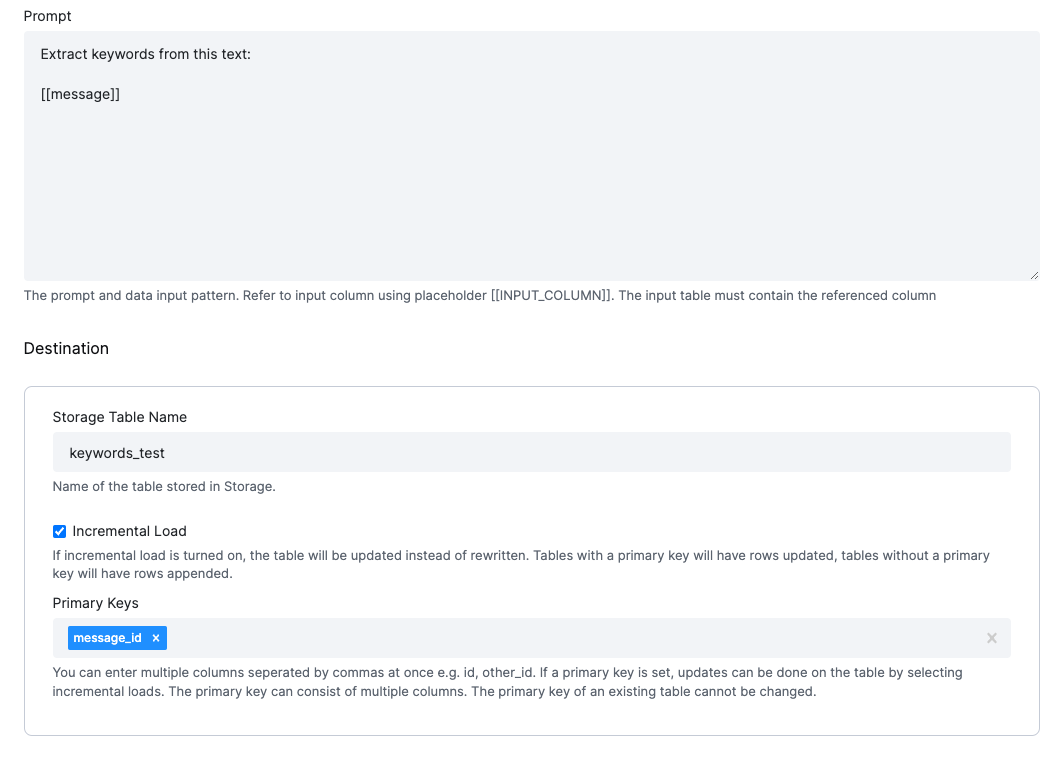 Prompt
Extract keywords from this text:
[[message]]
The prompt and data input pattern. Refer to input column using placeholder [[INPUT_COLUMN]]. The input table must contain the referenced column
Destination
Storage Table Name
keywords_test
Name of the table stored in Storage.
Incremental Load
If incremental load is turned on, the table will be updated instead of rewritten. Tables with a primary key will have rows updated, tables without a primary
key will have rows appended.
Primary Keys
message_id ×
You can enter multiple columns seperated by commas at once e.g. id, other_id. If a primary key is set, updates can be done on the table by selecting
incremental loads. The primary key can consist of multiple columns. The primary key of an existing table cannot be changed.